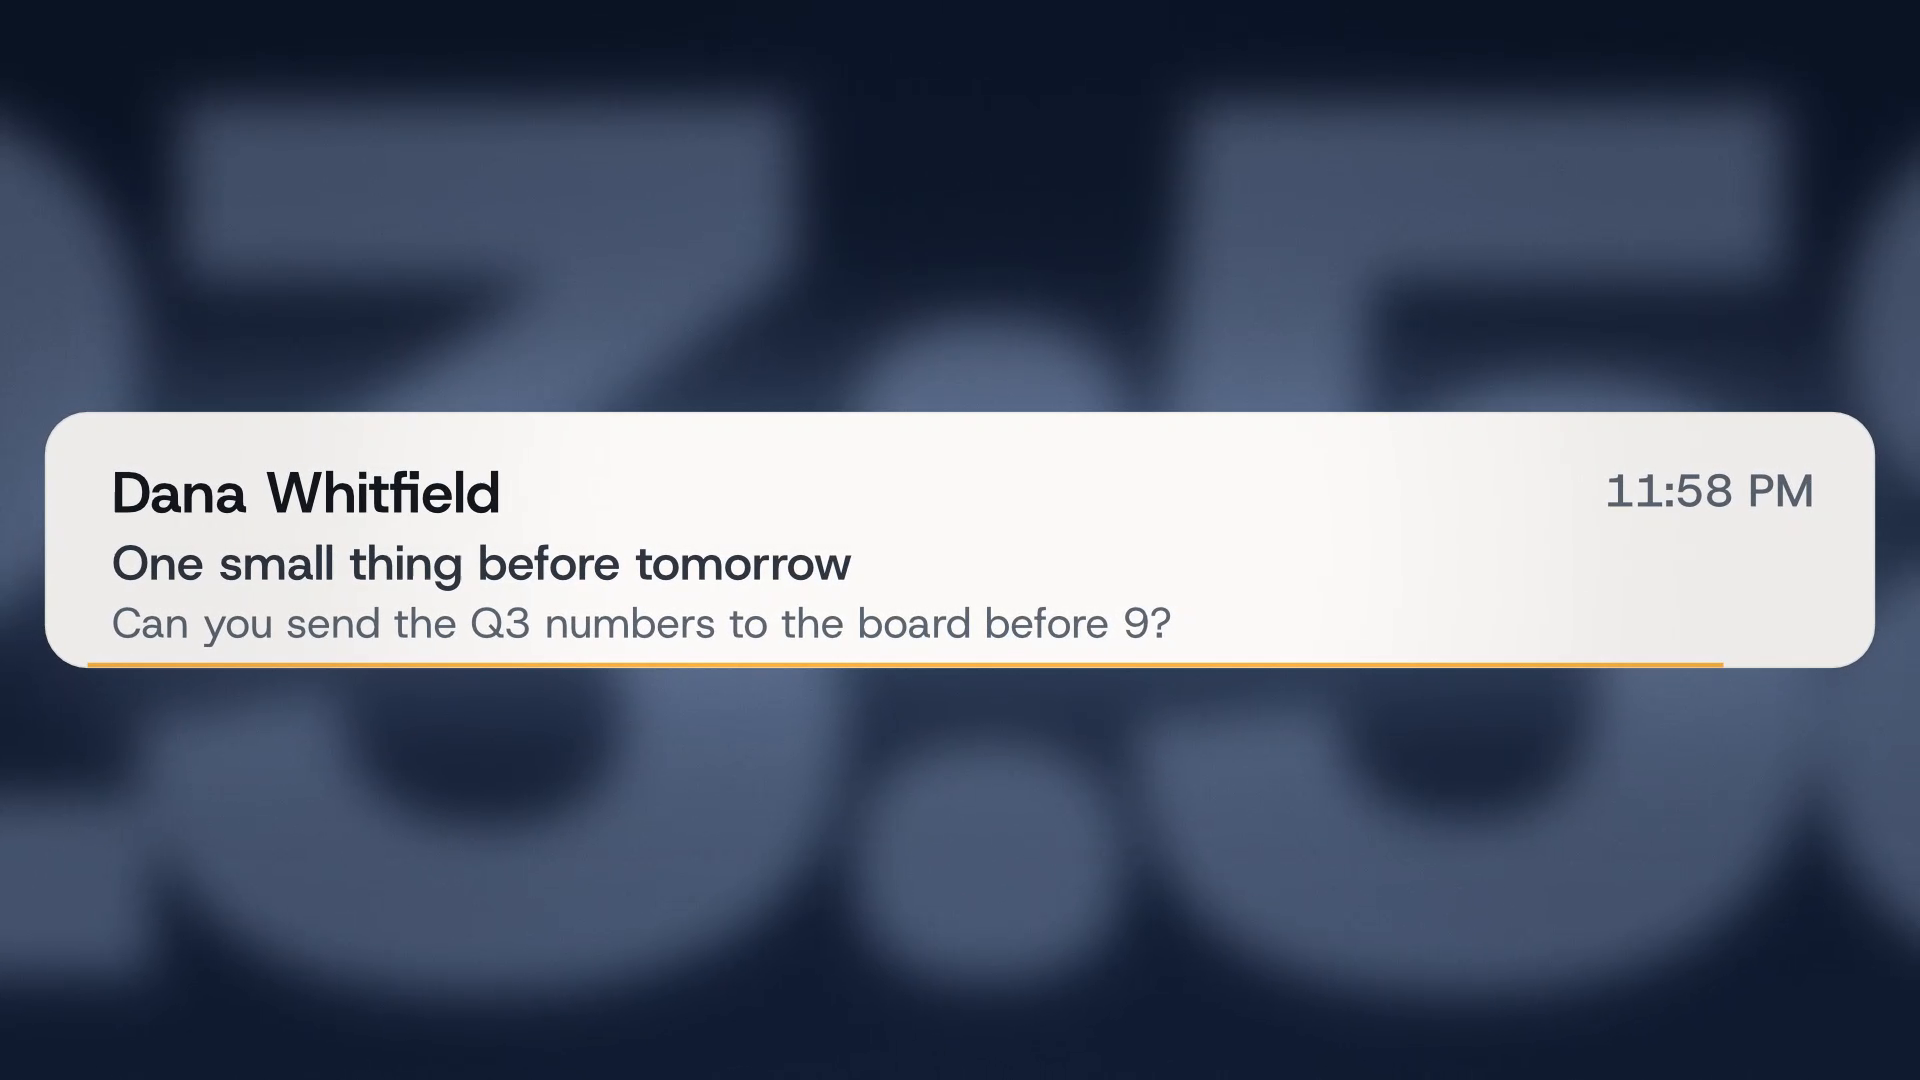 Dana Whitfield
11:58 PM
One small thing before tomorrow
Can you send the Q3 numbers to the board before 9?